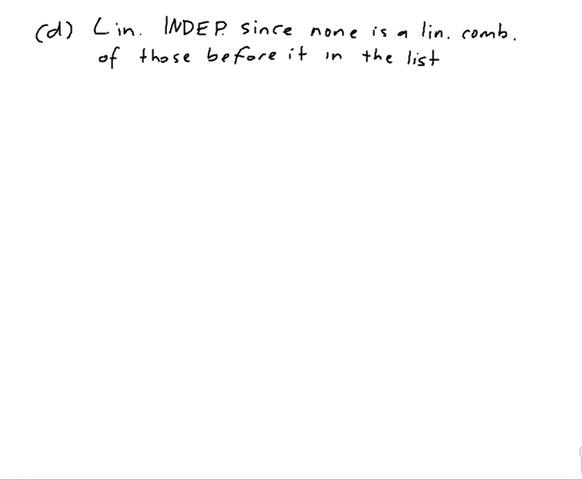 (d) Lin. INDEP. since none is a lin. comb.
of those before it in the list